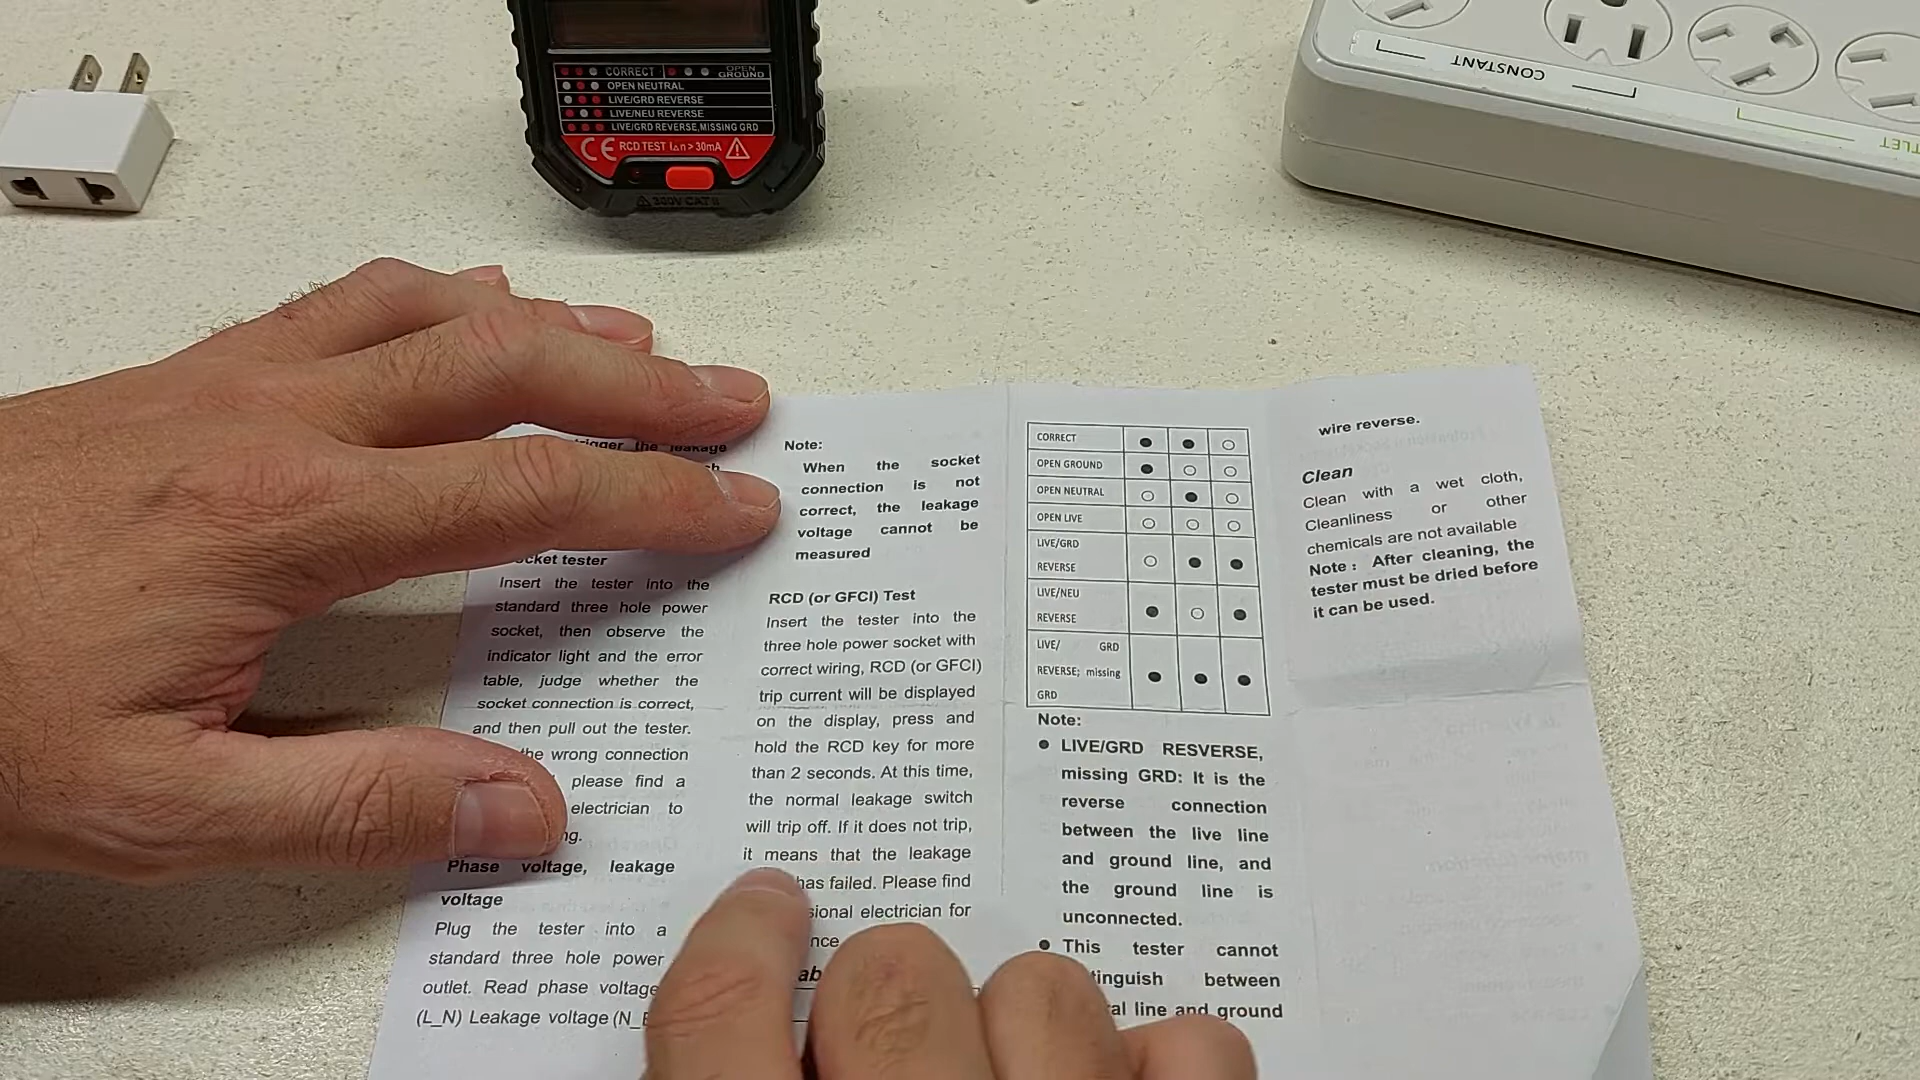 CORRECT
OPEN GROUND
OPEN NEUTRAL
LIVE/GRD REVERSE
LIVE/NEU REVERSE
LIVE/GRD REVERSE,MISSING GRD
CE RCD TEST I△n > 30mA
300V CAT II
CONSTANT
trigger the leakage
ocket tester
Insert the tester into the
standard three hole power
socket, then observe the
indicator light and the error
table, judge whether the
socket connection is correct,
and then pull out the tester.
the wrong connection
please find a
electrician to
Phase voltage, leakage
voltage
Plug the tester into a
standard three hole power
outlet. Read phase voltage
(L_N) Leakage voltage (N_E
Note:
When the socket
connection is not
correct, the leakage
voltage cannot be
measured
RCD (or GFCI) Test
Insert the tester into the
three hole power socket with
correct wiring, RCD (or GFCI)
trip current will be displayed
on the display, press and
hold the RCD key for more
than 2 seconds. At this time,
the normal leakage switch
will trip off. If it does not trip,
it means that the leakage
has failed. Please find
sional electrician for
nce
ab
CORRECT ● ● ○
OPEN GROUND ● ○ ○
OPEN NEUTRAL ○ ● ○
OPEN LIVE ○ ○ ○
LIVE/GRD
REVERSE ○ ● ●
LIVE/NEU
REVERSE ● ○ ●
LIVE/ GRD
REVERSE; missing ● ● ●
GRD
Note:
● LIVE/GRD RESVERSE,
missing GRD: It is the
reverse connection
between the live line
and ground line, and
the ground line is
unconnected.
● This tester cannot
tinguish between
al line and ground
wire reverse.
Clean
Clean with a wet cloth,
Cleanliness or other
chemicals are not available
Note : After cleaning, the
tester must be dried before
it can be used.